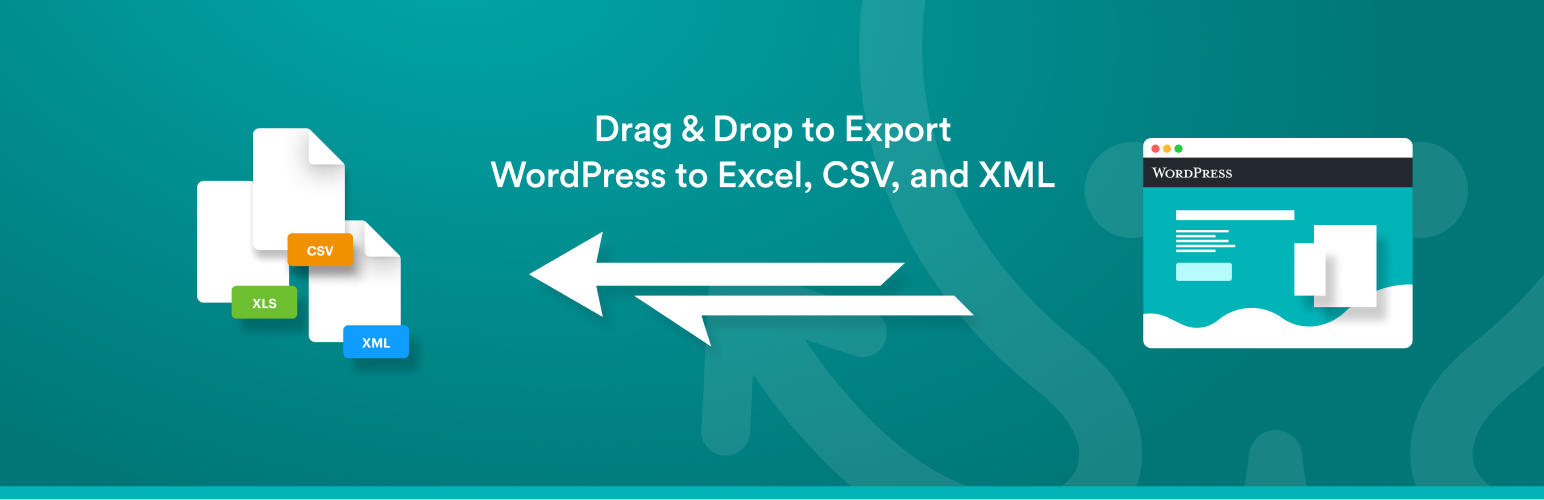 Drag & Drop to Export
WordPress to Excel, CSV, and XML
CSV
XLS
XML
WORDPRESS